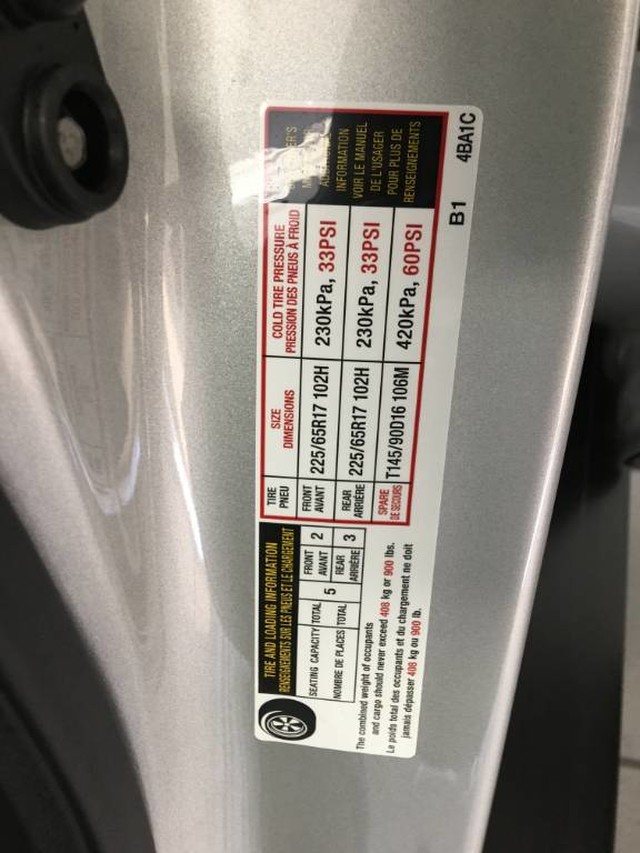 TIRE AND LOADING INFORMATION
RENSEIGNEMENTS SUR LES PNEUS ET LE CHARGEMENT
SEATING CAPACITY TOTAL 5 FRONT 2 REAR 3
NOMBRE DE PLACES TOTAL AVANT ARRIÈRE
The combined weight of occupants
and cargo should never exceed 408 kg or 900 lbs.
Le poids total des occupants et du chargement ne doit
jamais dépasser 408 kg ou 900 lb.
TIRE SIZE COLD TIRE PRESSURE
PNEU DIMENSIONS PRESSION DES PNEUS À FROID
FRONT
AVANT 225/65R17 102H 230kPa, 33PSI
REAR
ARRIÈRE 225/65R17 102H 230kPa, 33PSI
SPARE
DE SECOURS T145/90D16 106M 420kPa, 60PSI
INFORMATION
VOIR LE MANUEL
DE L'USAGER
POUR PLUS DE
RENSEIGNEMENTS
B1 4BA1C